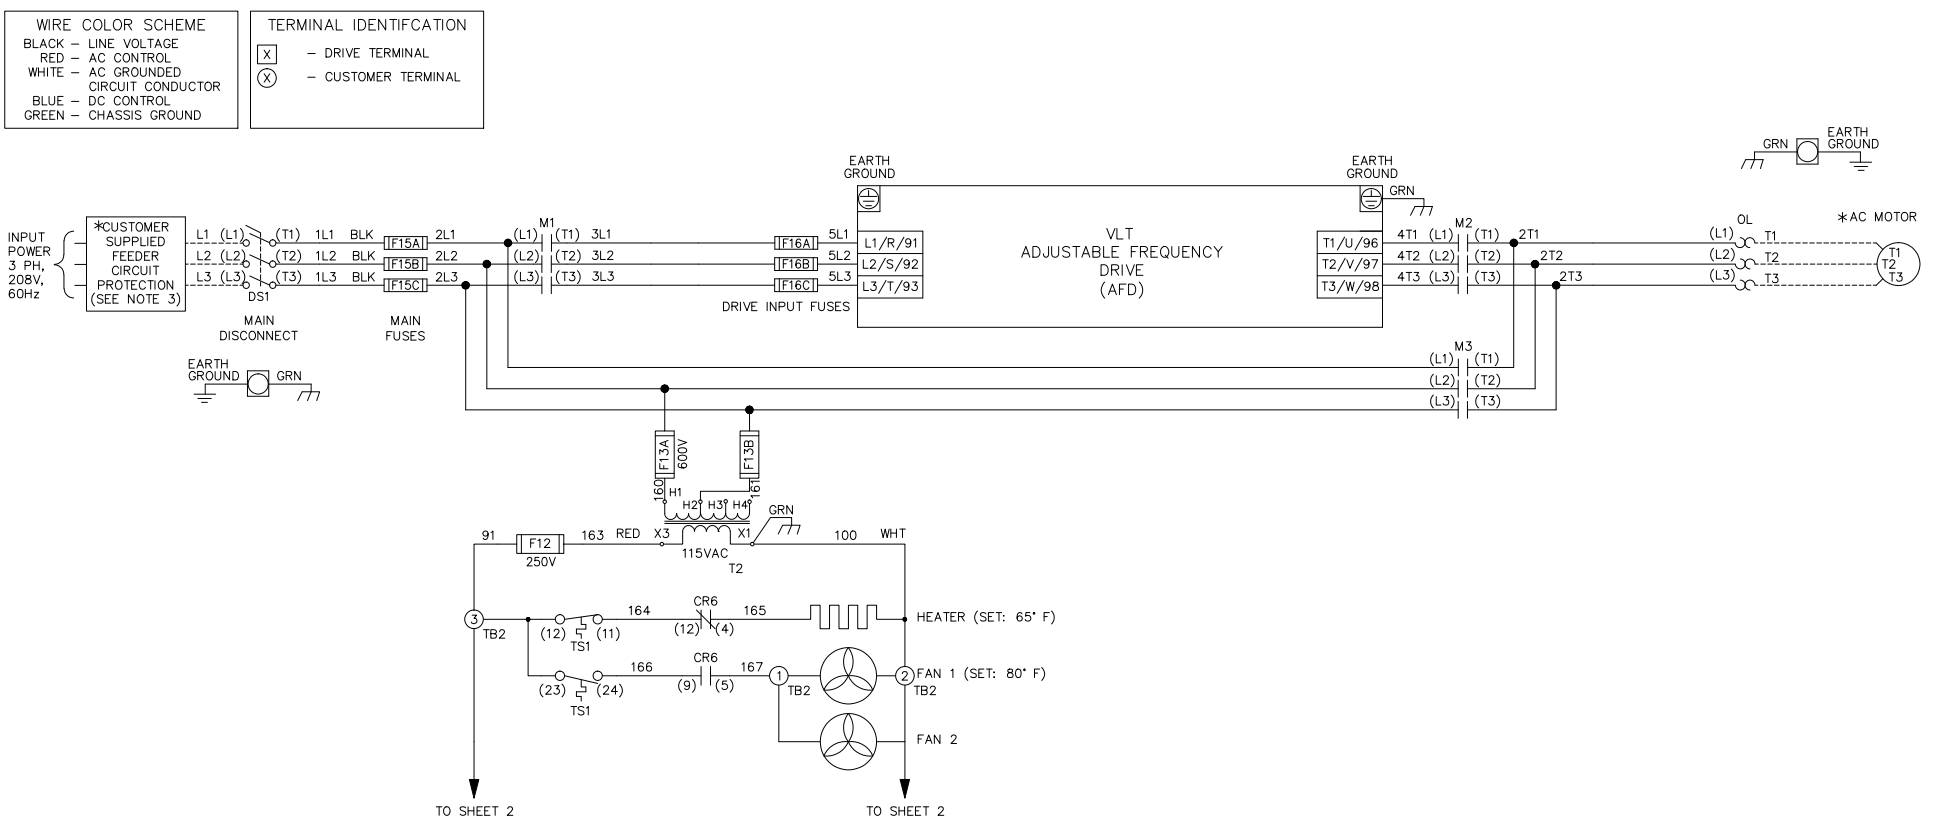 WIRE COLOR SCHEME
BLACK – LINE VOLTAGE
RED – AC CONTROL
WHITE – AC GROUNDED
CIRCUIT CONDUCTOR
BLUE – DC CONTROL
GREEN – CHASSIS GROUND
TERMINAL IDENTIFCATION
X – DRIVE TERMINAL
X – CUSTOMER TERMINAL
GRN
EARTH
GROUND
EARTH
GROUND
EARTH
GROUND
GRN
INPUT
POWER
3 PH,
208V,
60Hz
*CUSTOMER
SUPPLIED
FEEDER
CIRCUIT
PROTECTION
(SEE NOTE 3)
L1 (L1) (T1) 1L1 BLK F15A 2L1 (L1) M1 (T1) 3L1 F16A 5L1 L1/R/91
L2 (L2) (T2) 1L2 BLK F15B 2L2 (L2) (T2) 3L2 F16B 5L2 L2/S/92
L3 (L3) (T3) 1L3 BLK F15C 2L3 (L3) (T3) 3L3 F16C 5L3 L3/T/93
DS1
MAIN
DISCONNECT
MAIN
FUSES
DRIVE INPUT FUSES
VLT
ADJUSTABLE FREQUENCY
DRIVE
(AFD)
T1/U/96 4T1 (L1) M2 (T1) 2T1 (L1) OL T1
T2/V/97 4T2 (L2) (T2) 2T2 (L2) T2
T3/W/98 4T3 (L3) (T3) 2T3 (L3) T3
*AC MOTOR
T1
T2
T3
EARTH
GROUND
GRN
M3
(L1) (T1)
(L2) (T2)
(L3) (T3)
F13A
600V
F13B
160
H1
H2
H3
H4
161
GRN
91 F12 163 RED X3 X1 100 WHT
250V
115VAC
T2
3
TB2
(12) (11)
TS1
164
CR6
(12) (4)
165
HEATER (SET: 65° F)
(23) (24)
TS1
166
CR6
(9) (5)
167
1
TB2
2
TB2
FAN 1 (SET: 80° F)
FAN 2
TO SHEET 2
TO SHEET 2